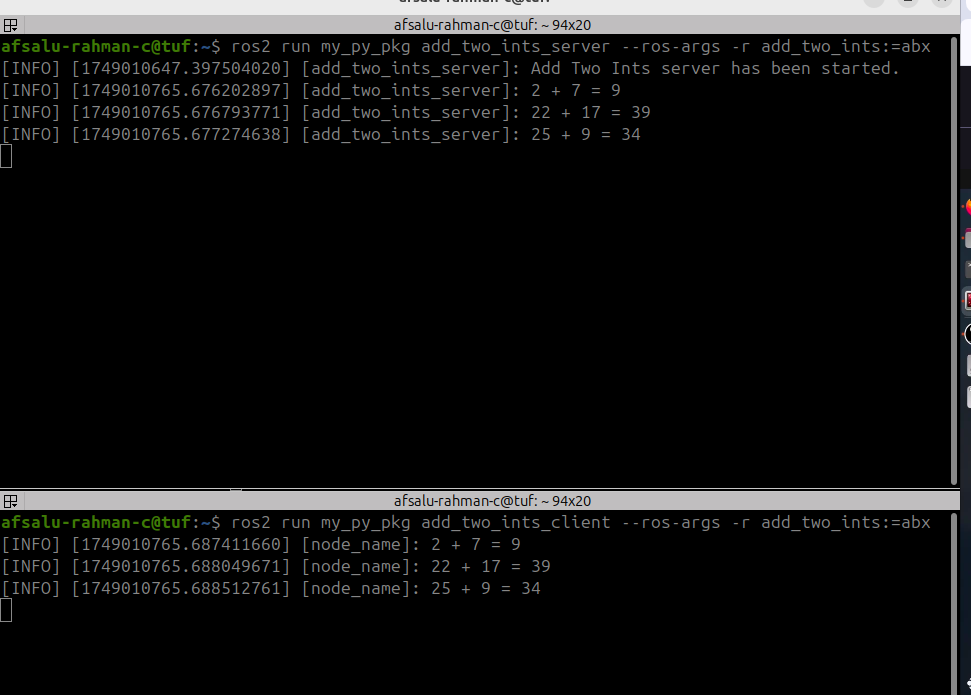 afsalu-rahman-c@tuf: ~ 94x20
afsalu-rahman-c@tuf:~$ ros2 run my_py_pkg add_two_ints_server --ros-args -r add_two_ints:=abx
[INFO] [1749010647.397504020] [add_two_ints_server]: Add Two Ints server has been started.
[INFO] [1749010765.676202897] [add_two_ints_server]: 2 + 7 = 9
[INFO] [1749010765.676793771] [add_two_ints_server]: 22 + 17 = 39
[INFO] [1749010765.677274638] [add_two_ints_server]: 25 + 9 = 34
afsalu-rahman-c@tuf: ~ 94x20
afsalu-rahman-c@tuf:~$ ros2 run my_py_pkg add_two_ints_client --ros-args -r add_two_ints:=abx
[INFO] [1749010765.687411660] [node_name]: 2 + 7 = 9
[INFO] [1749010765.688049671] [node_name]: 22 + 17 = 39
[INFO] [1749010765.688512761] [node_name]: 25 + 9 = 34